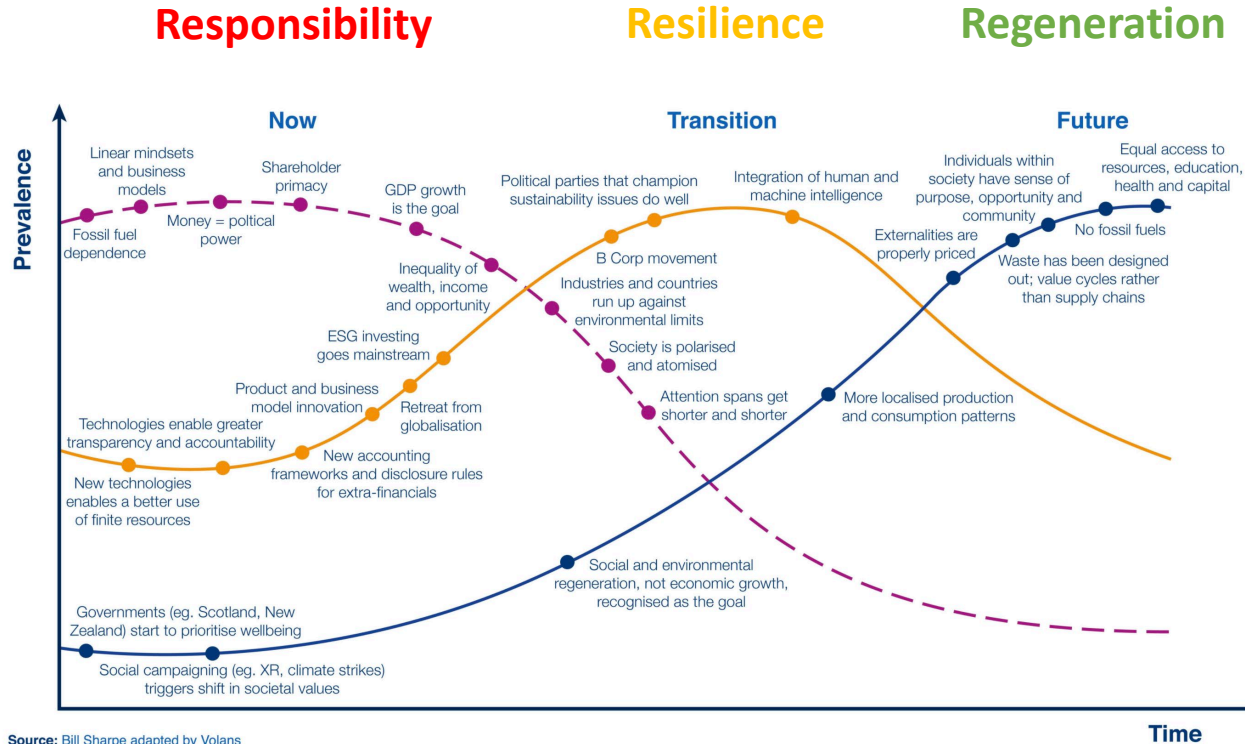 Responsibility
Resilience
Regeneration
Now
Transition
Future
Prevalence
Linear mindsets
and business
models
Fossil fuel
dependence
Money = poltical
power
Shareholder
primacy
GDP growth
is the goal
Inequality of
wealth, income
and opportunity
Industries and countries
run up against
environmental limits
Society is polarised
and atomised
Attention spans get
shorter and shorter
New technologies
enables a better use
of finite resources
Technologies enable greater
transparency and accountability
New accounting
frameworks and disclosure rules
for extra-financials
Product and business
model innovation
Retreat from
globalisation
ESG investing
goes mainstream
Political parties that champion
sustainability issues do well
B Corp movement
Integration of human and
machine intelligence
Governments (eg. Scotland, New
Zealand) start to prioritise wellbeing
Social campaigning (eg. XR, climate strikes)
triggers shift in societal values
Social and environmental
regeneration, not economic growth,
recognised as the goal
More localised production
and consumption patterns
Externalities are
properly priced
Waste has been designed
out; value cycles rather
than supply chains
Individuals within
society have sense of
purpose, opportunity and
community
No fossil fuels
Equal access to
resources, education,
health and capital
Time
Source: Bill Sharpe adapted by Volans